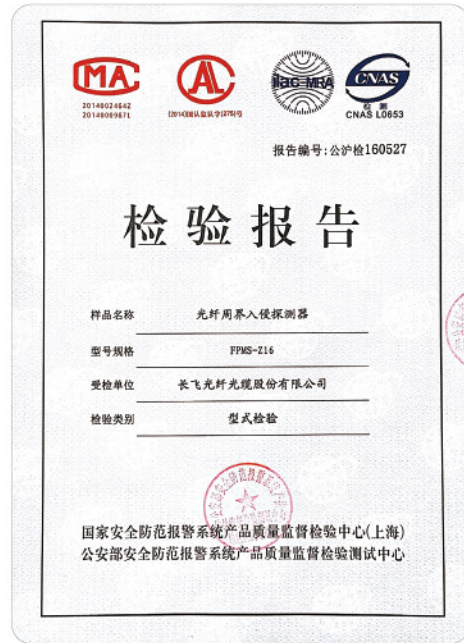 MA
AL
ilac-MRA
CNAS
2014002464Z
2014000967L
(2014)国认监认字(275)号
检 测
CNAS L0653
报告编号:公沪检160527
检验报告
样品名称 光纤周界入侵探测器
型号规格 FPMS-Z16
受检单位 长飞光纤光缆股份有限公司
检验类别 型式检验
国家安全防范报警系统产品质量监督检验中心(上海)
公安部安全防范报警系统产品质量监督检验测试中心